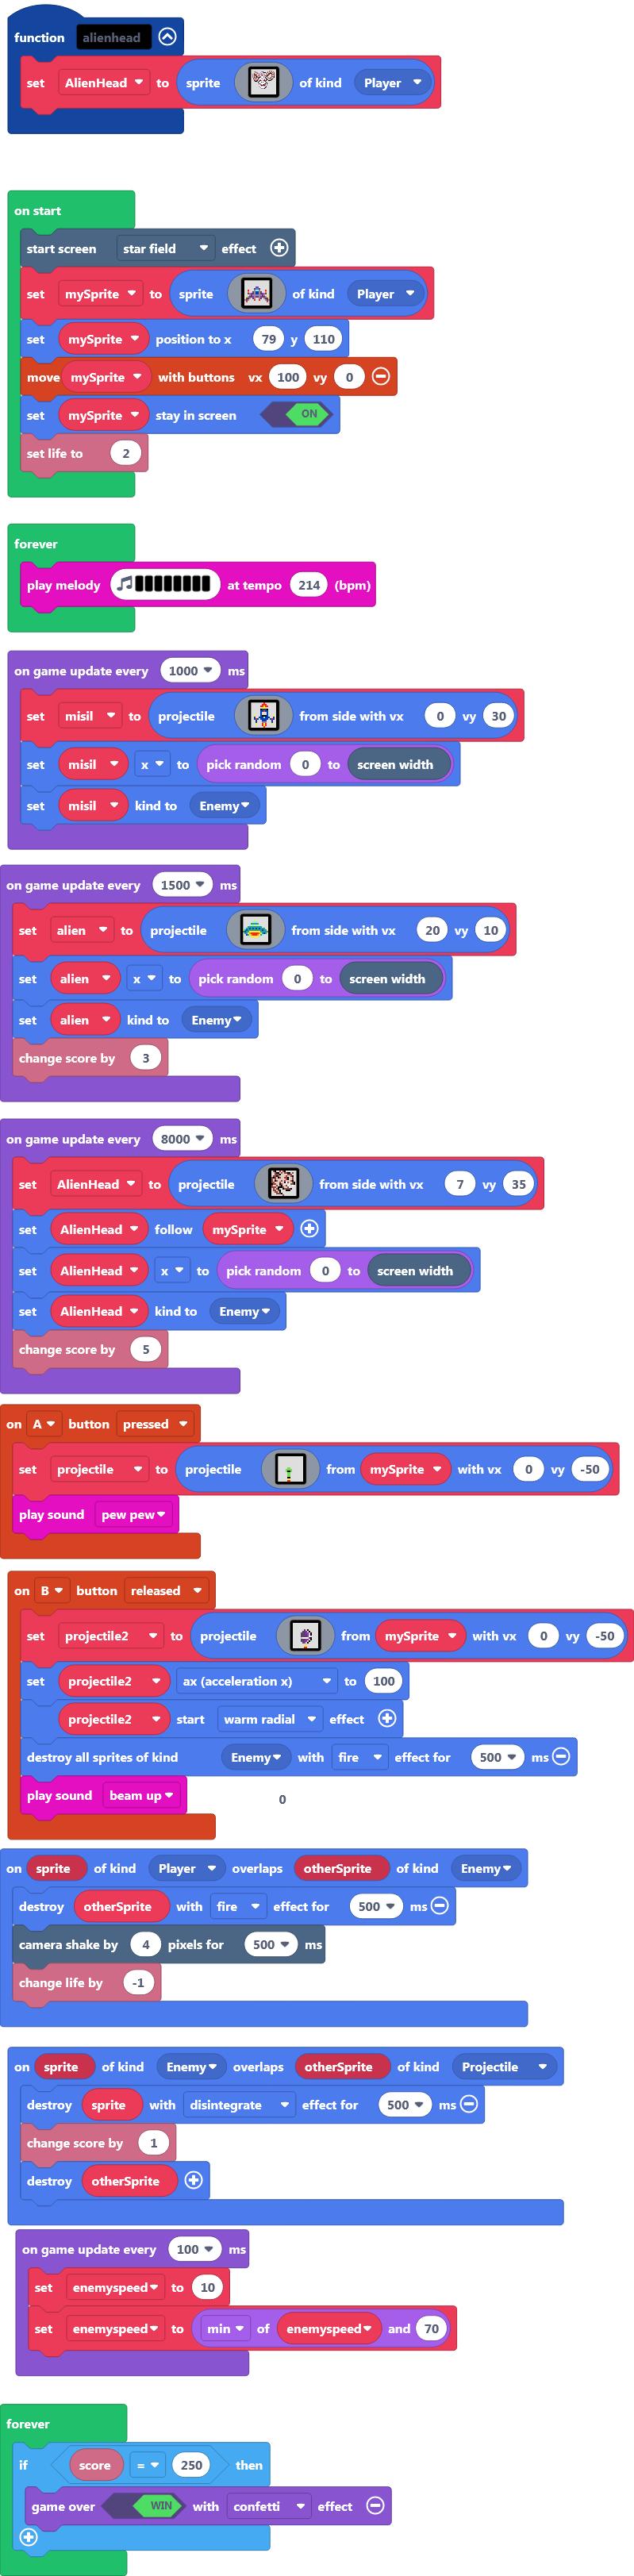 function alienhead
set AlienHead to sprite of kind Player
on start
start screen star field effect
set mySprite to sprite of kind Player
set mySprite position to x 79 y 110
move mySprite with buttons vx 100 vy 0
set mySprite stay in screen ON
set life to 2
forever
play melody at tempo 214 (bpm)
on game update every 1000 ms
set misil to projectile from side with vx 0 vy 30
set misil x to pick random 0 to screen width
set misil kind to Enemy
on game update every 1500 ms
set alien to projectile from side with vx 20 vy 10
set alien x to pick random 0 to screen width
set alien kind to Enemy
change score by 3
on game update every 8000 ms
set AlienHead to projectile from side with vx 7 vy 35
set AlienHead follow mySprite
set AlienHead x to pick random 0 to screen width
set AlienHead kind to Enemy
change score by 5
on A button pressed
set projectile to projectile from mySprite with vx 0 vy -50
play sound pew pew
on B button released
set projectile2 to projectile from mySprite with vx 0 vy -50
set projectile2 ax (acceleration x) to 100
projectile2 start warm radial effect
destroy all sprites of kind Enemy with fire effect for 500 ms
play sound beam up
0
on sprite of kind Player overlaps otherSprite of kind Enemy
destroy otherSprite with fire effect for 500 ms
camera shake by 4 pixels for 500 ms
change life by -1
on sprite of kind Enemy overlaps otherSprite of kind Projectile
destroy sprite with disintegrate effect for 500 ms
change score by 1
destroy otherSprite
on game update every 100 ms
set enemyspeed to 10
set enemyspeed to min of enemyspeed and 70
forever
if score = 250 then
game over WIN with confetti effect